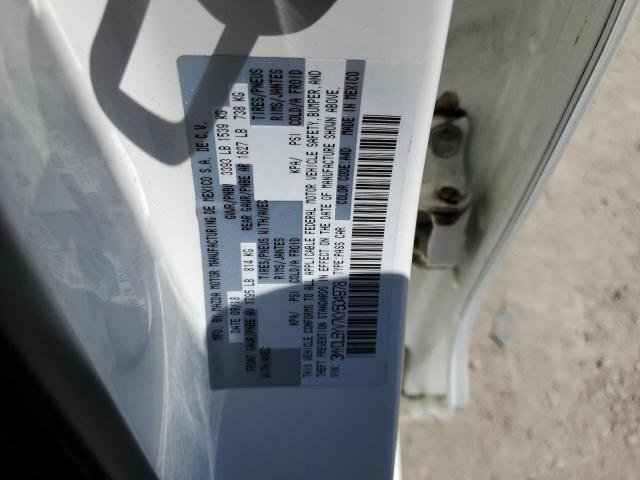 MFD. BY: MAZDA MOTOR MANUFACTURING DE MEXICO S.A. DE C.V.
DATE 09/18 GVWR/PNBV 3393 LB 1539 KG
FRONT GAWR/PNBE AV 1795 LB 814 KG REAR GAWR/PNBE AR 1627 LB 738 KG
WITH/AVEC TIRES/PNEUS WITH/AVEC TIRES/PNEUS
RIMS/JANTES RIMS/JANTES
KPA/ PSI COLD/A FROID KPA/ PSI COLD/A FROID
THIS VEHICLE CONFORMS TO ALL APPLICABLE FEDERAL MOTOR VEHICLE SAFETY, BUMPER, AND
THEFT PREVENTION STANDARDS IN EFFECT ON THE DATE OF MANUFACTURE SHOWN ABOVE.
VIN: TYPE: PASS CAR COLOR CODE: A4D MADE IN MEXICO